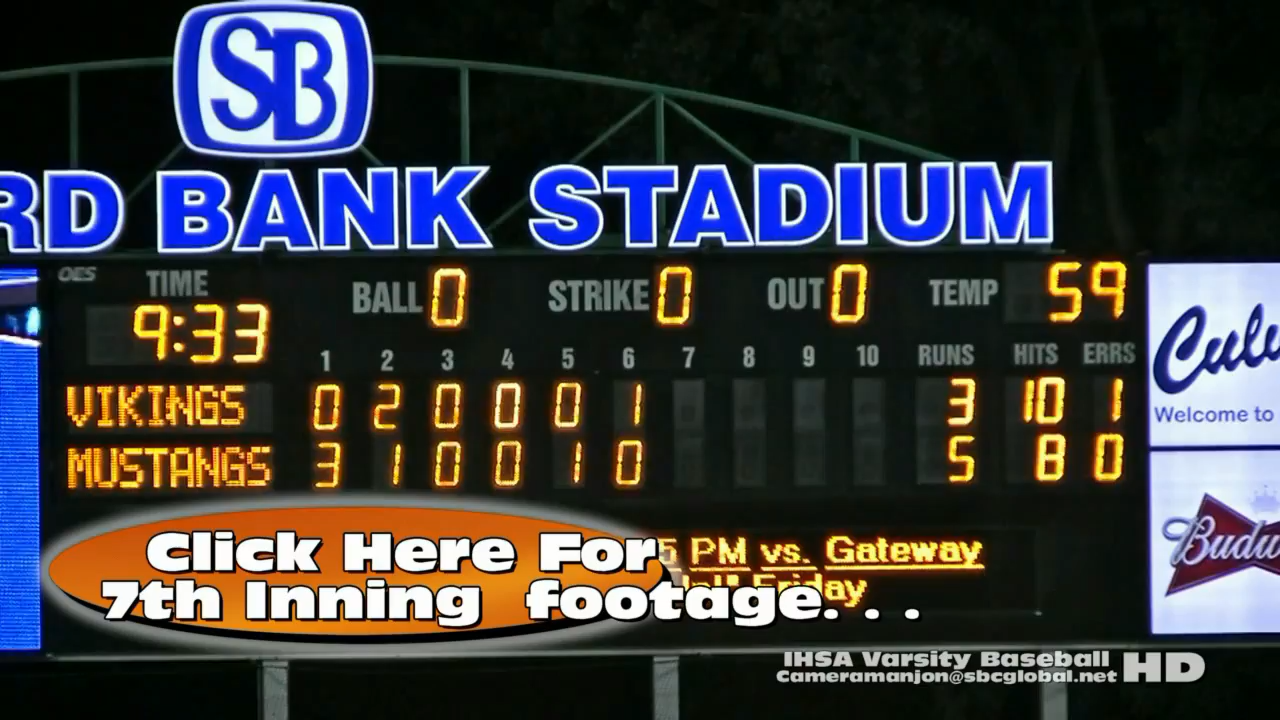 SB
RD BANK STADIUM
OES
TIME BALL 0 STRIKE 0 OUT 0 TEMP 59
9:33
1 2 3 4 5 6 7 8 9 10 RUNS HITS ERRS
VIKINGS 0 2 0 0 0 1 3 10 1
MUSTANGS 3 1 0 0 1 0 5 8 0
Culv
Welcome to
Budw
5 PM vs. Gateway
Friday
Click Here For
7th Inning footage. . .
IHSA Varsity Baseball HD
Cameramanjon@sbcglobal.net